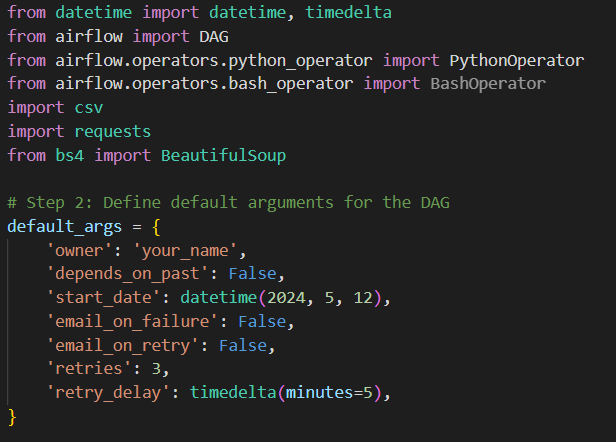 from datetime import datetime, timedelta
from airflow import DAG
from airflow.operators.python_operator import PythonOperator
from airflow.operators.bash_operator import BashOperator
import csv
import requests
from bs4 import BeautifulSoup

# Step 2: Define default arguments for the DAG
default_args = {
    'owner': 'your_name',
    'depends_on_past': False,
    'start_date': datetime(2024, 5, 12),
    'email_on_failure': False,
    'email_on_retry': False,
    'retries': 3,
    'retry_delay': timedelta(minutes=5),
}